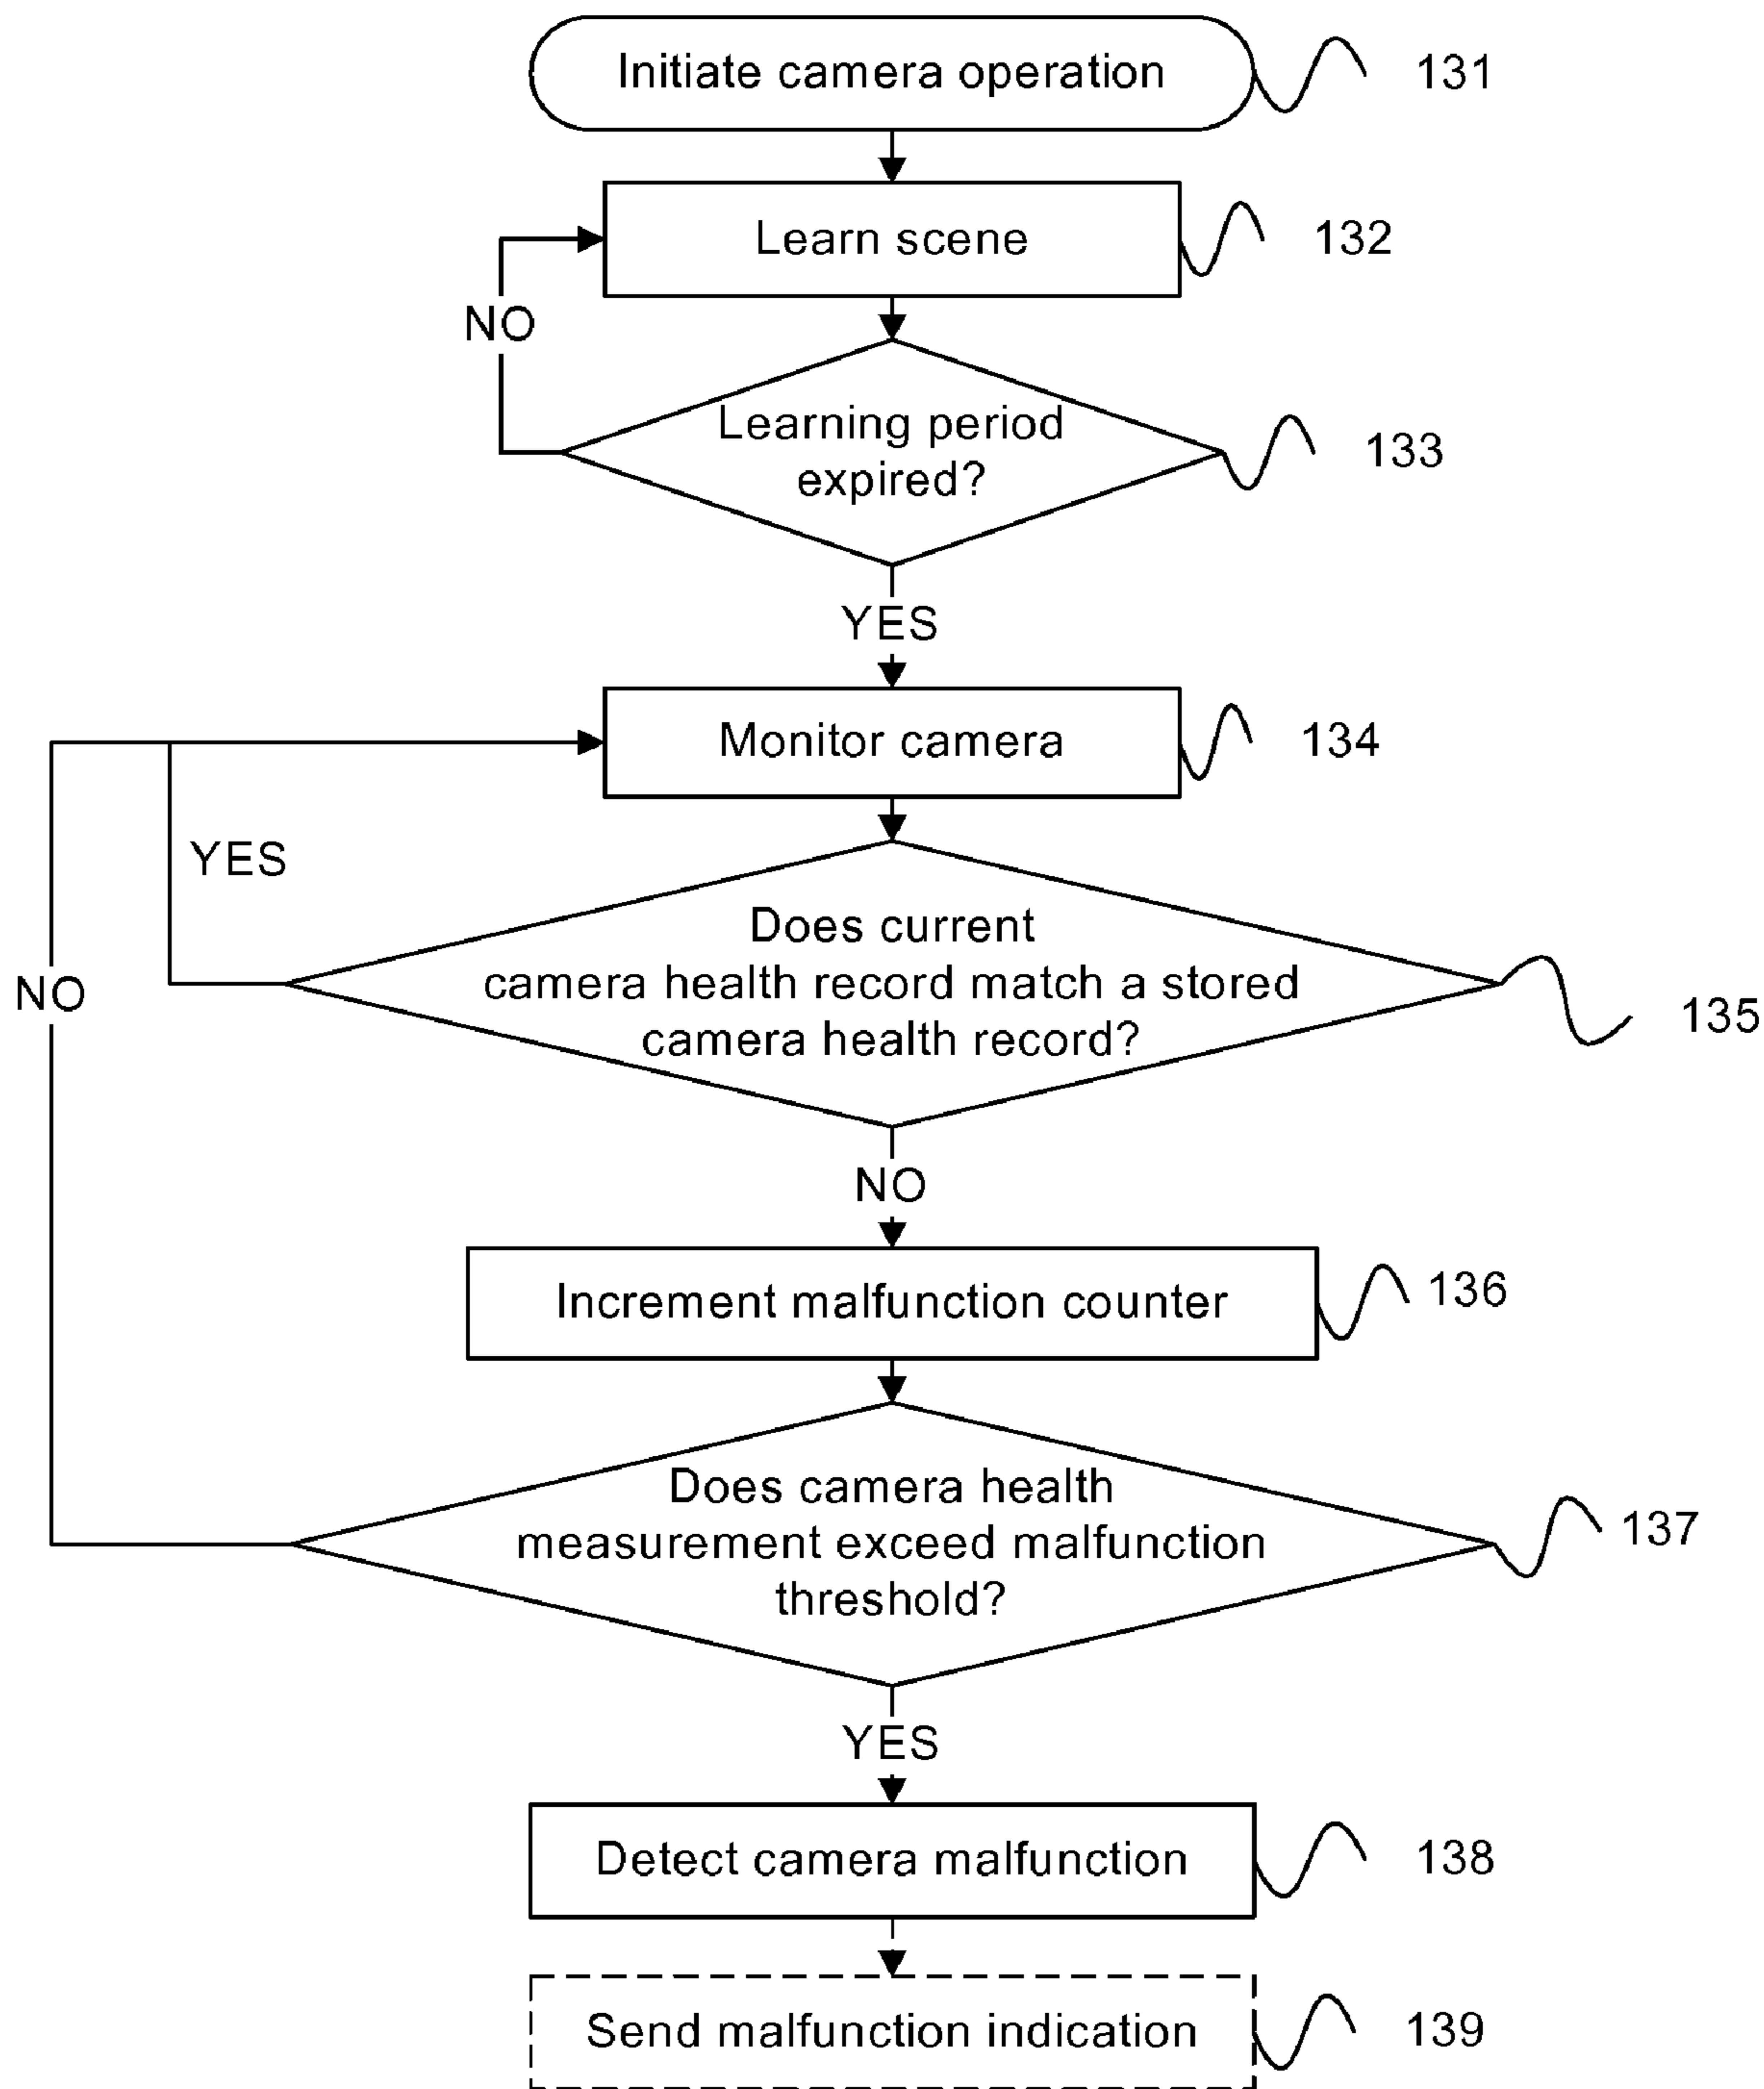 Initiate camera operation
131
Learn scene
132
NO
Learning period
expired?
133
YES
Monitor camera
134
YES
Does current
camera health record match a stored
camera health record?
135
NO
NO
Increment malfunction counter
136
Does camera health
measurement exceed malfunction
threshold?
137
YES
Detect camera malfunction
138
Send malfunction indication
139